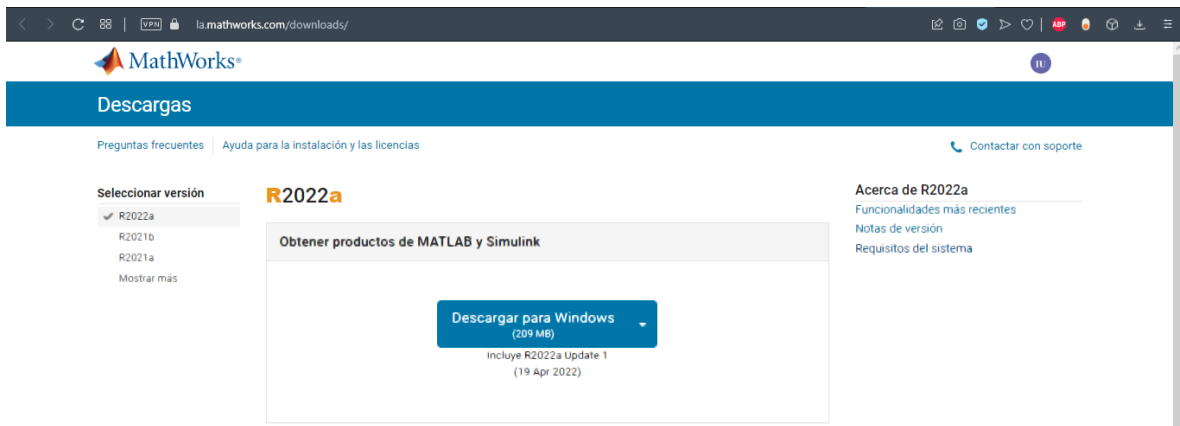 VPN la.mathworks.com/downloads/ ABP
MathWorks®
IU
Descargas
Preguntas frecuentes Ayuda para la instalación y las licencias Contactar con soporte
Seleccionar versión
R2022a
R2021b
R2021a
Mostrar más
R2022a
Obtener productos de MATLAB y Simulink
Descargar para Windows
(209 MB)
Incluye R2022a Update 1
(19 Apr 2022)
Acerca de R2022a
Funcionalidades más recientes
Notas de versión
Requisitos del sistema